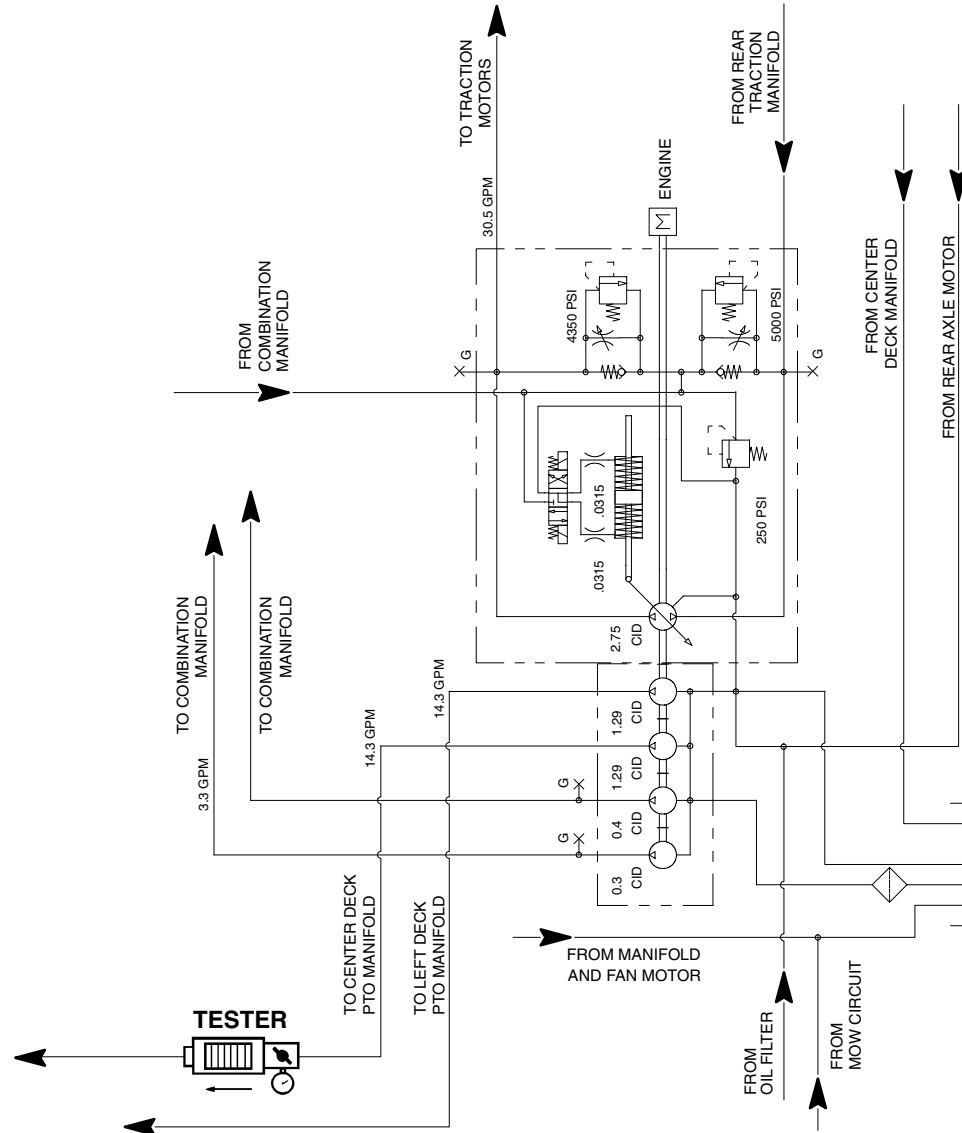 TO TRACTION
MOTORS
FROM REAR
TRACTION
MANIFOLD
30.5 GPM
ENGINE
M
FROM
COMBINATION
MANIFOLD
G
4350 PSI
5000 PSI
G
FROM CENTER
DECK MANIFOLD
FROM REAR AXLE MOTOR
.0315
.0315
250 PSI
TO COMBINATION
MANIFOLD
TO COMBINATION
MANIFOLD
3.3 GPM
14.3 GPM
14.3 GPM
2.75
CID
1.29
CID
1.29
CID
0.4
CID
0.3
CID
G
G
TO CENTER DECK
PTO MANIFOLD
TO LEFT DECK
PTO MANIFOLD
FROM MANIFOLD
AND FAN MOTOR
TESTER
FROM
OIL FILTER
FROM
MOW CIRCUIT